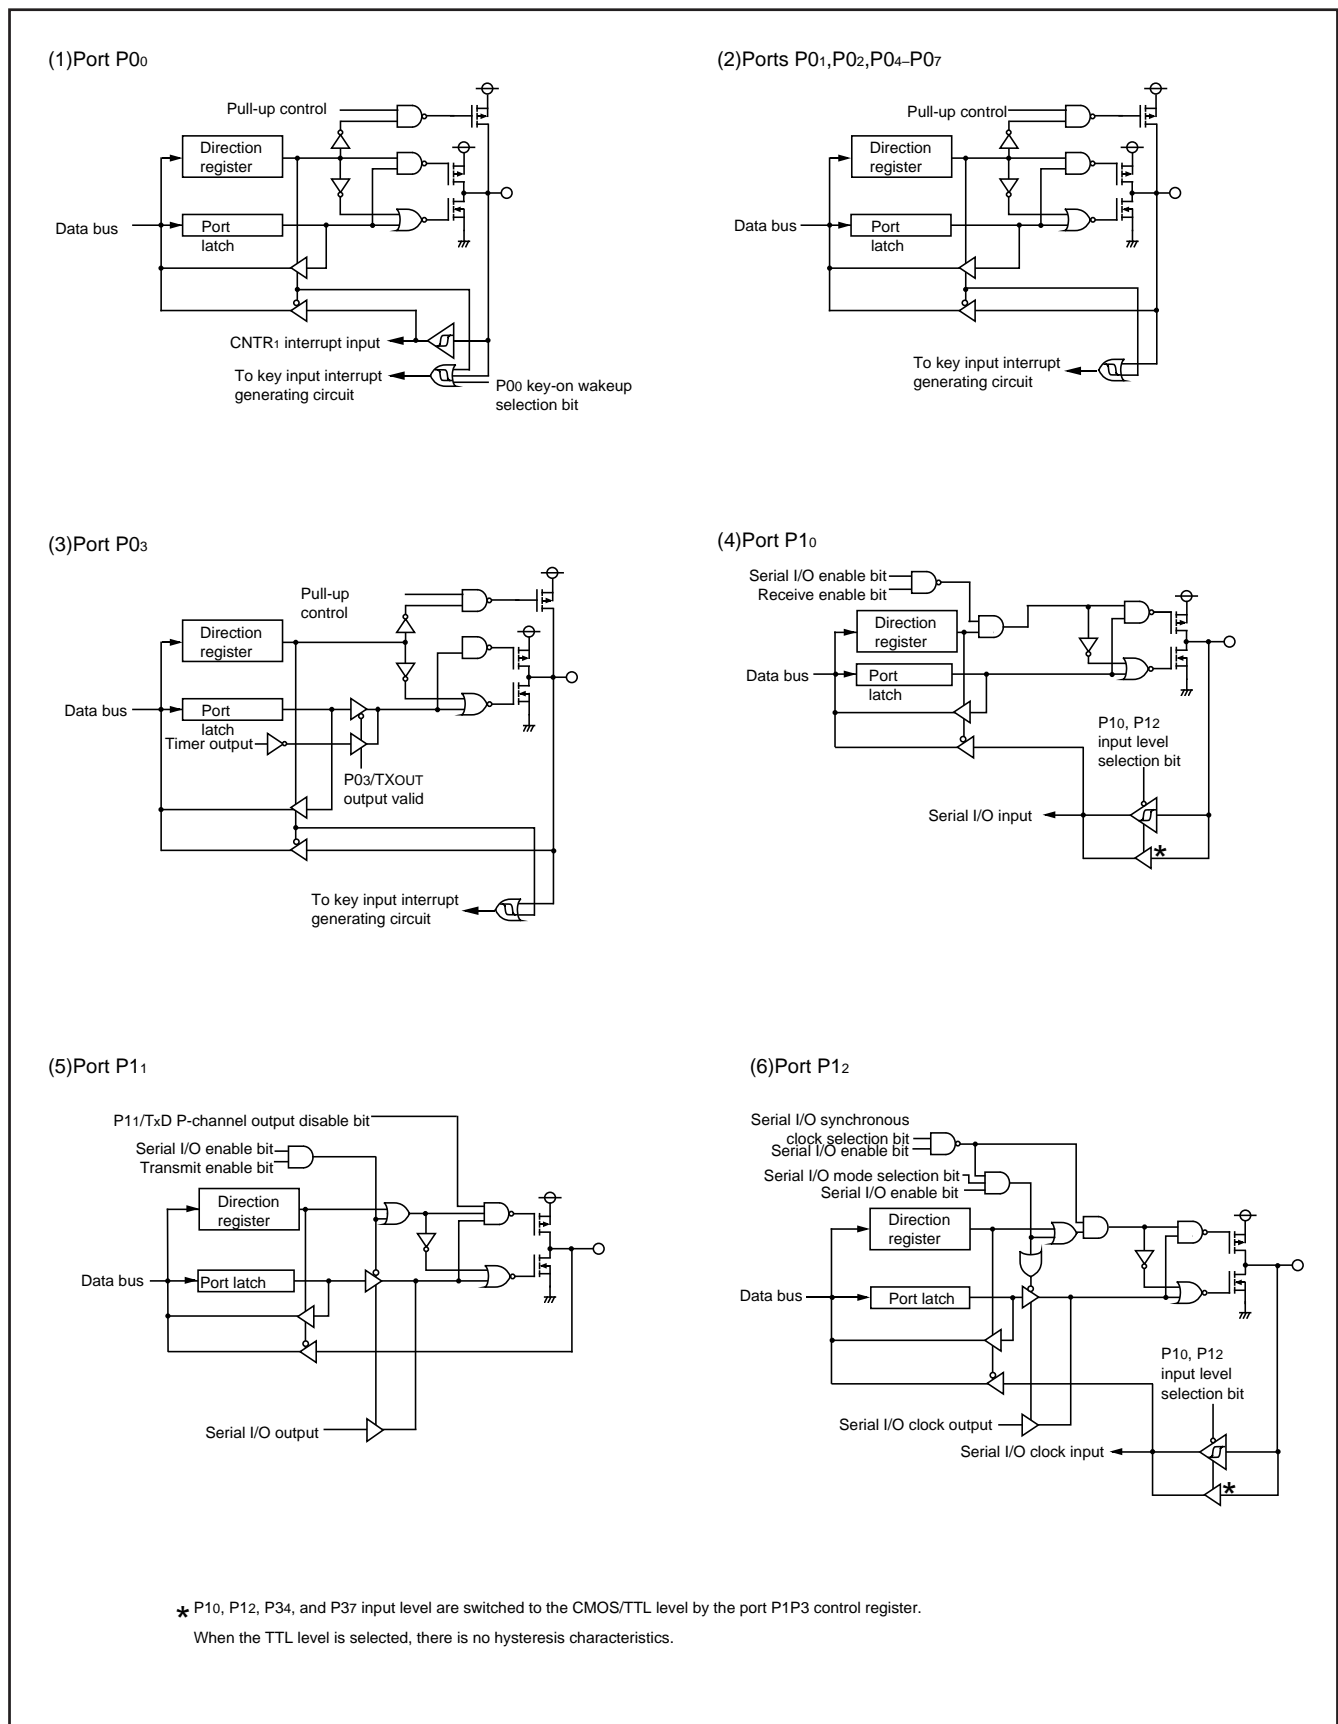 (1)Port P00
Pull-up control
Direction
register
Data bus
Port
latch
CNTR1 interrupt input
To key input interrupt
generating circuit
P00 key-on wakeup
selection bit
(2)Ports P01,P02,P04–P07
Pull-up control
Direction
register
Data bus
Port
latch
To key input interrupt
generating circuit
(3)Port P03
Pull-up
control
Direction
register
Data bus
Port
latch
Timer output
P03/TXOUT
output valid
To key input interrupt
generating circuit
(4)Port P10
Serial I/O enable bit
Receive enable bit
Direction
register
Data bus
Port
latch
P10, P12
input level
selection bit
Serial I/O input
*
(5)Port P11
P11/TxD P-channel output disable bit
Serial I/O enable bit
Transmit enable bit
Direction
register
Data bus
Port latch
Serial I/O output
(6)Port P12
Serial I/O synchronous
clock selection bit
Serial I/O enable bit
Serial I/O mode selection bit
Serial I/O enable bit
Direction
register
Data bus
Port latch
P10, P12
input level
selection bit
Serial I/O clock output
Serial I/O clock input
*
* P10, P12, P34, and P37 input level are switched to the CMOS/TTL level by the port P1P3 control register.
When the TTL level is selected, there is no hysteresis characteristics.